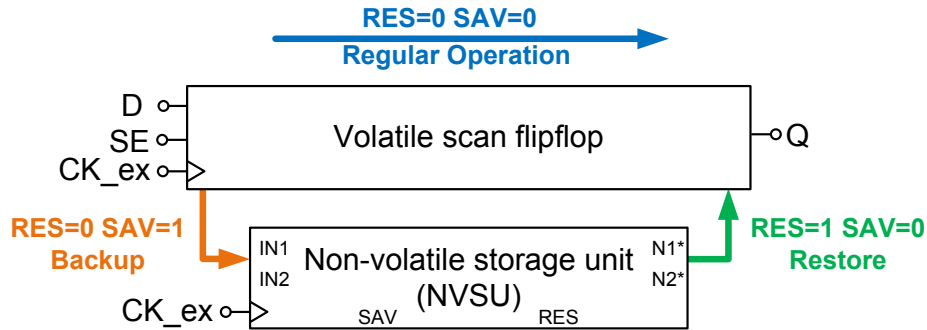 RES=0 SAV=0
Regular Operation
D
SE
CK_ex
Volatile scan flipflop
Q
RES=0 SAV=1
Backup
RES=1 SAV=0
Restore
IN1
IN2
Non-volatile storage unit
(NVSU)
N1*
N2*
CK_ex
SAV
RES